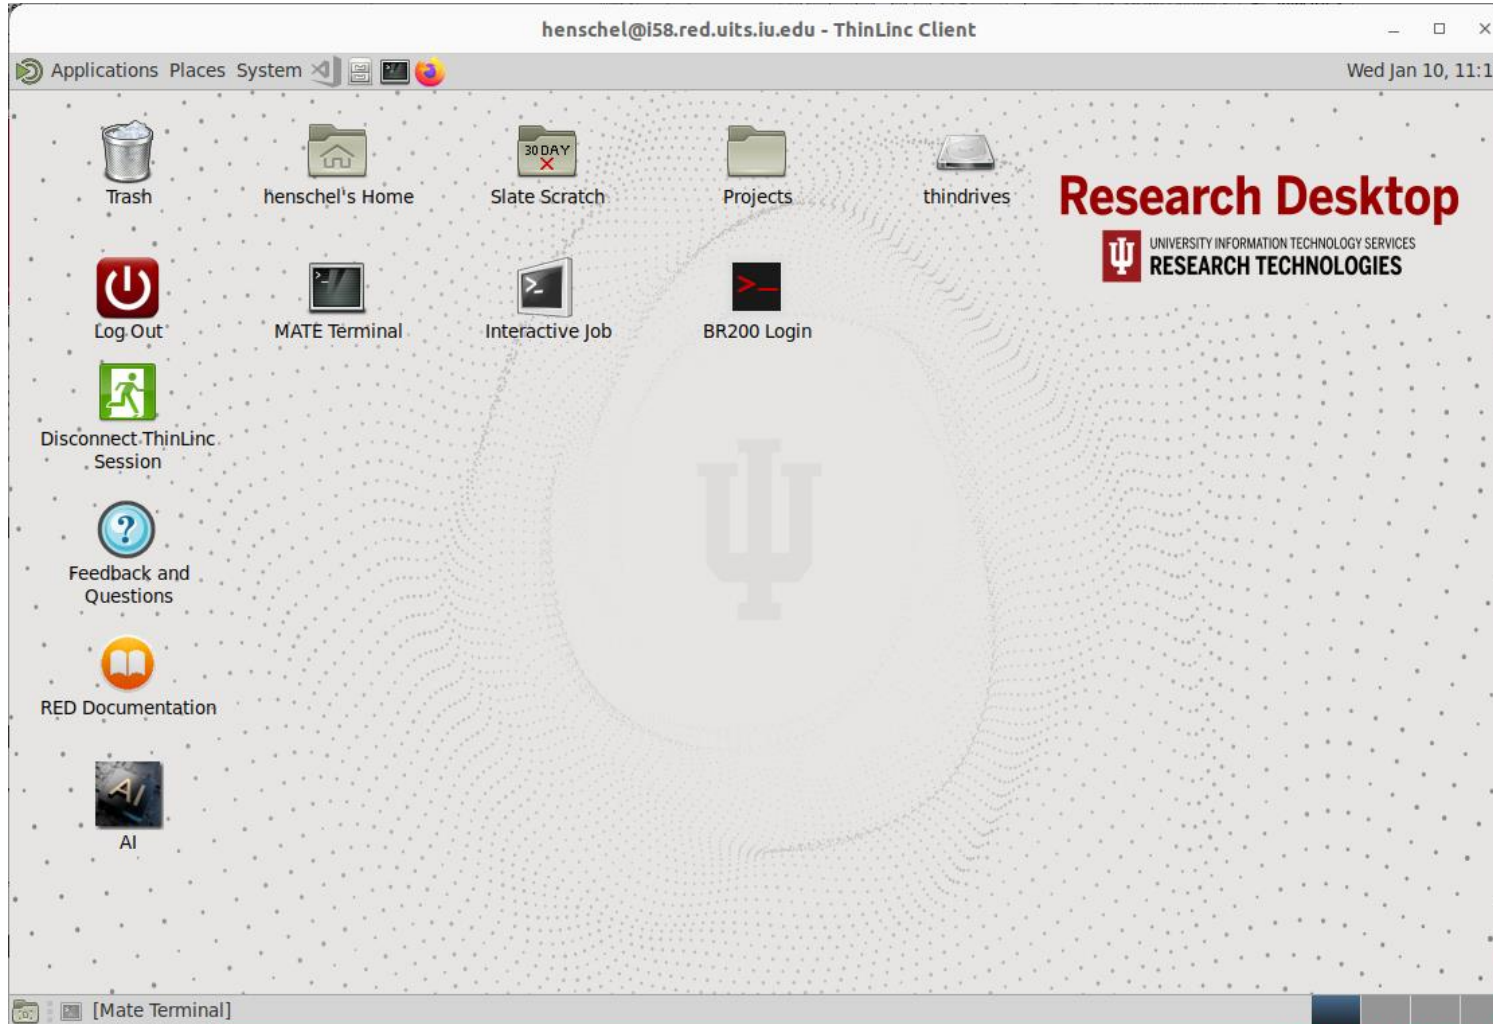 henschel@i58.red.uits.iu.edu - ThinLinc Client
Applications Places System
Wed Jan 10, 11:1
30 DAY
Trash
henschel's Home
Slate Scratch
Projects
thindrives
Research Desktop
UNIVERSITY INFORMATION TECHNOLOGY SERVICES
RESEARCH TECHNOLOGIES
Log Out
MATE Terminal
Interactive Job
BR200 Login
Disconnect ThinLinc
Session
Feedback and
Questions
RED Documentation
AI
AI
[Mate Terminal]